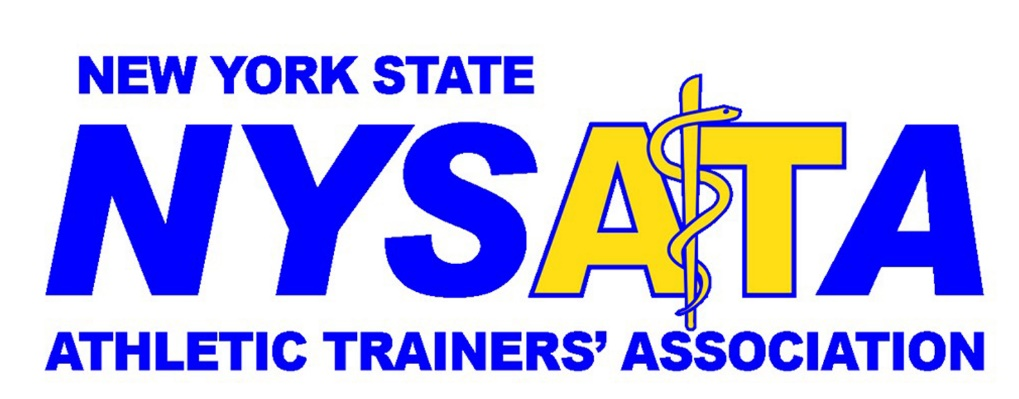 NEW YORK STATE
NYSATA
ATHLETIC TRAINERS’ ASSOCIATION